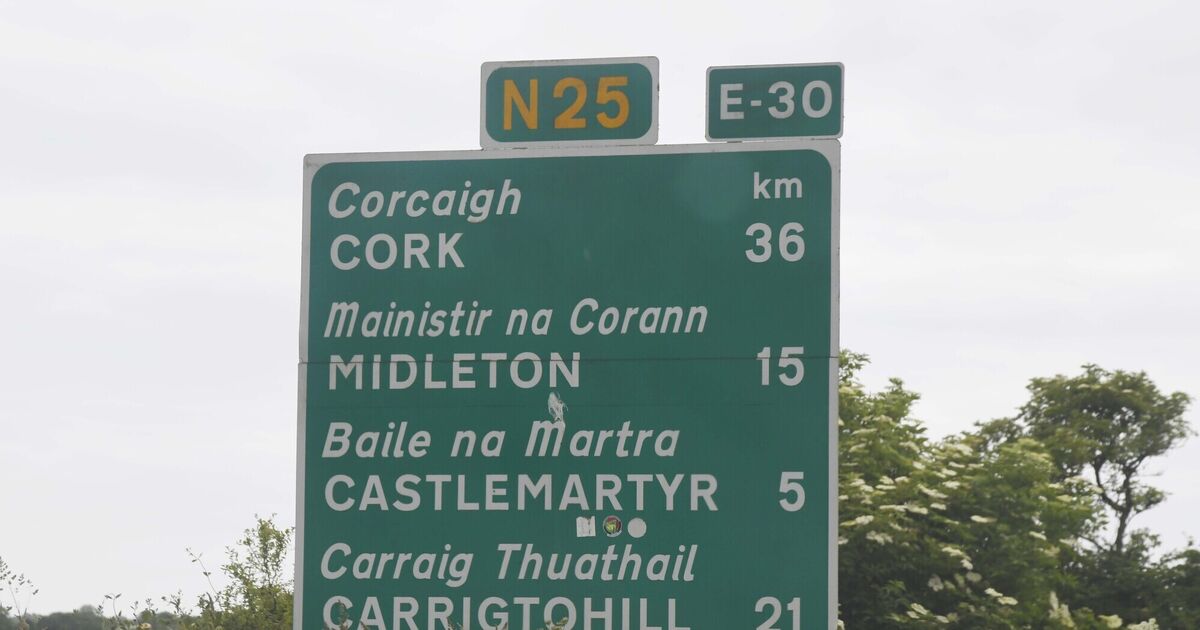 N25 E-30
Corcaigh km
CORK 36
Mainistir na Corann
MIDLETON 15
Baile na Martra
CASTLEMARTYR 5
Carraig Thuathail
CARRIGTOHILL 21